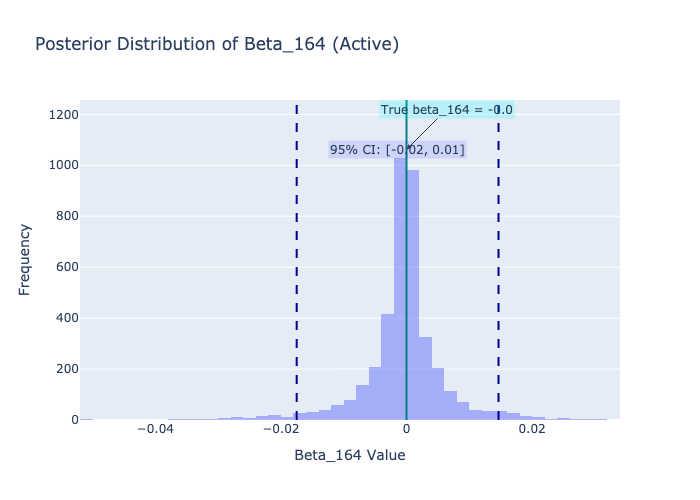 Posterior Distribution of Beta_164 (Active)
True beta_164 = -0.0
95% CI: [-0.02, 0.01]
1200
1000
800
600
400
200
0
Frequency
−0.04
−0.02
0
0.02
Beta_164 Value